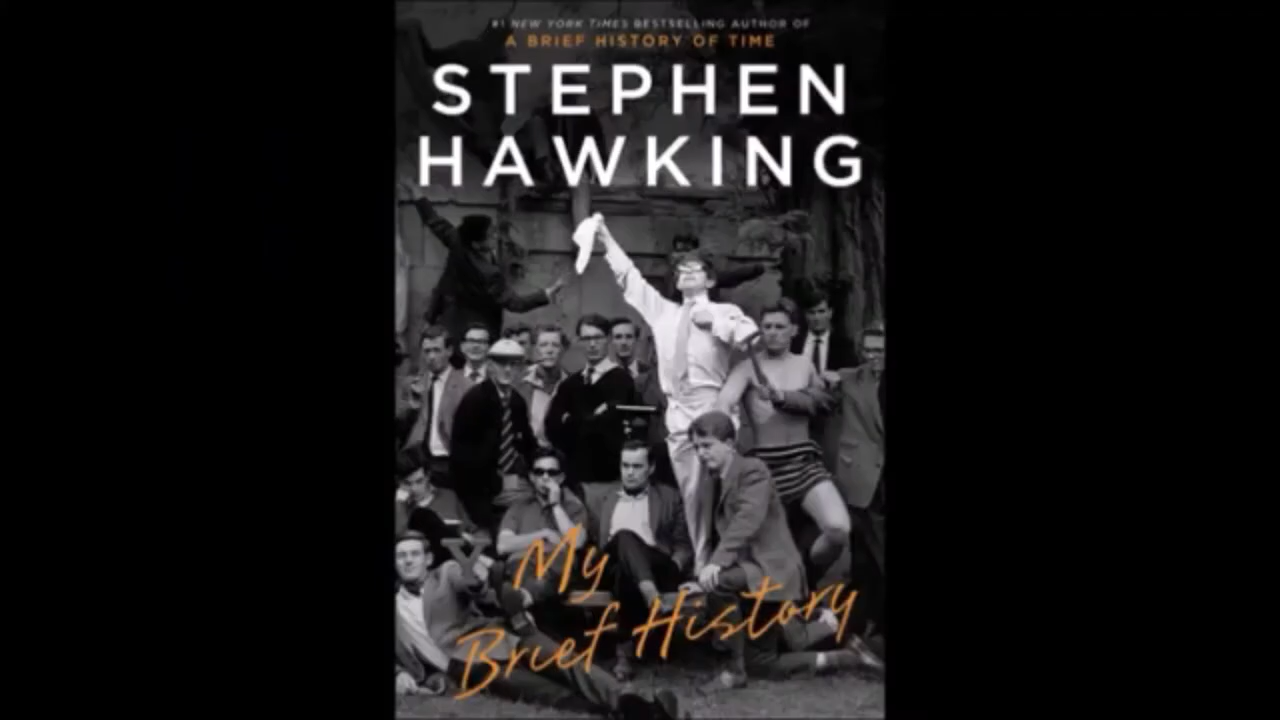 #1 NEW YORK TIMES BESTSELLING AUTHOR OF
A BRIEF HISTORY OF TIME
STEPHEN
HAWKING
My
Brief History